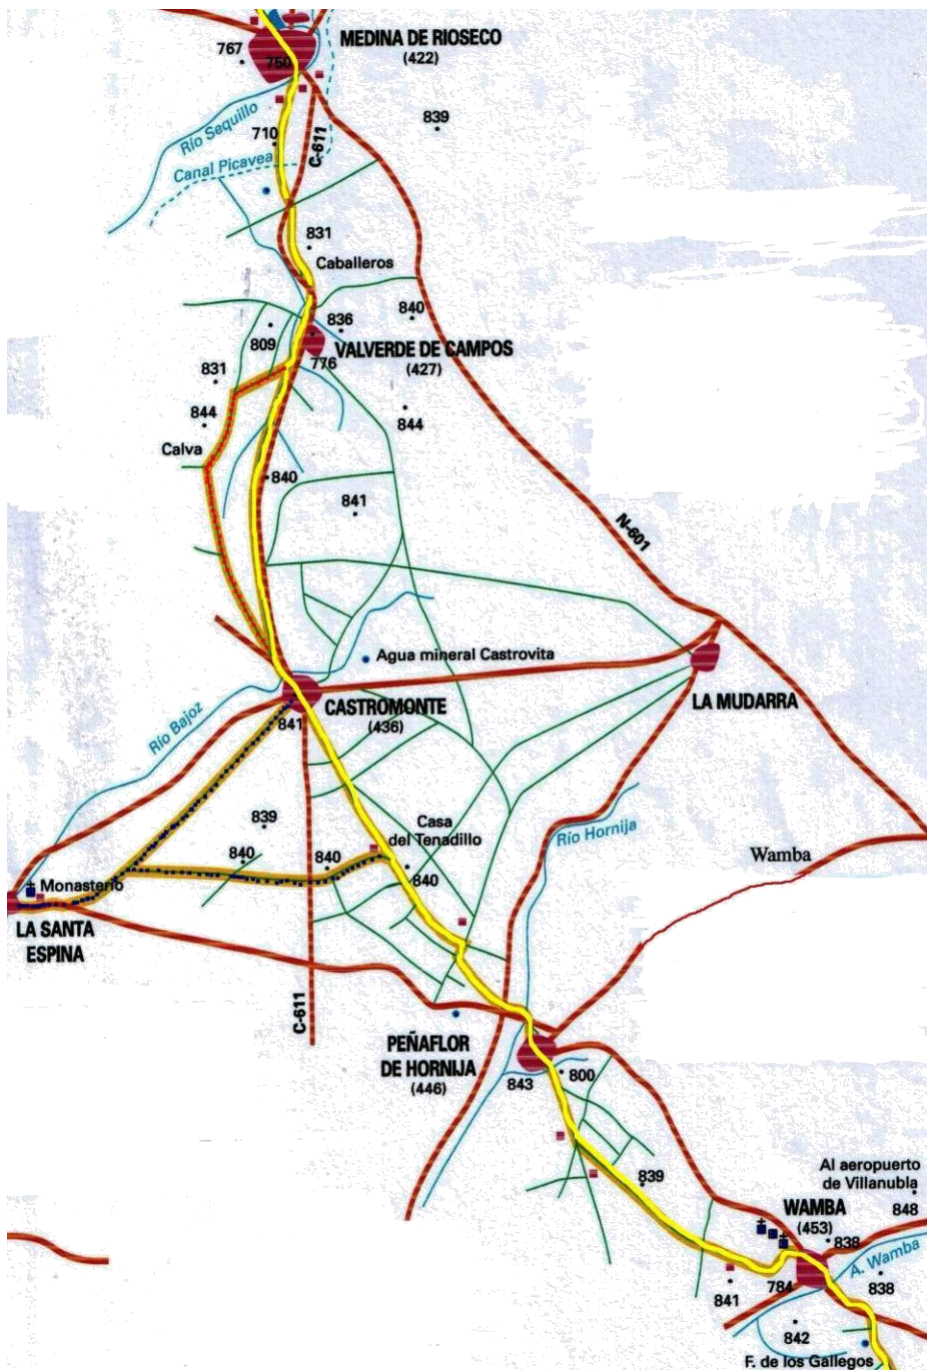 MEDINA DE RIOSECO
(422)
767
750
839
Río Sequillo
710
C-611
Canal Picavea
831
Caballeros
840
836
809
VALVERDE DE CAMPOS
(427)
776
831
844
844
Calva
840
841
N-601
Agua mineral Castrovita
LA MUDARRA
CASTROMONTE
(436)
841
Río Bajoz
839
Casa
del Tenadillo
Río Hornija
840
840
840
Wamba
Monasterio
LA SANTA
ESPINA
C-611
PEÑAFLOR
DE HORNIJA
(446)
843
800
839
Al aeropuerto
de Villanubla
848
WAMBA
(453)
838
A. Wamba
838
784
841
842
F. de los Gallegos